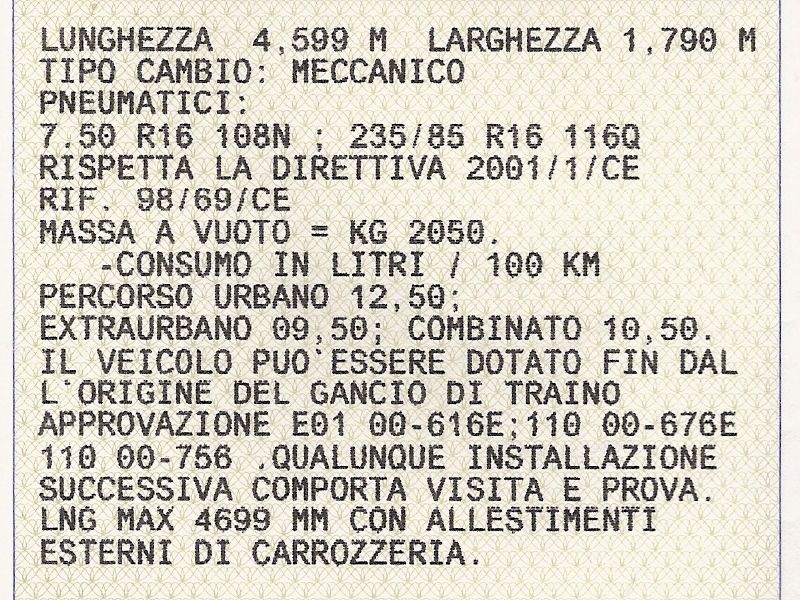 LUNGHEZZA 4,599 M LARGHEZZA 1,790 M
TIPO CAMBIO: MECCANICO
PNEUMATICI:
7.50 R16 108N ; 235/85 R16 116Q
RISPETTA LA DIRETTIVA 2001/1/CE
RIF. 98/69/CE
MASSA A VUOTO = KG 2050.
-CONSUMO IN LITRI / 100 KM
PERCORSO URBANO 12,50;
EXTRAURBANO 09,50; COMBINATO 10,50.
IL VEICOLO PUO`ESSERE DOTATO FIN DAL
L`ORIGINE DEL GANCIO DI TRAINO
APPROVAZIONE E01 00-616E;110 00-676E
110 00-756 .QUALUNQUE INSTALLAZIONE
SUCCESSIVA COMPORTA VISITA E PROVA.
LNG MAX 4699 MM CON ALLESTIMENTI
ESTERNI DI CARROZZERIA.